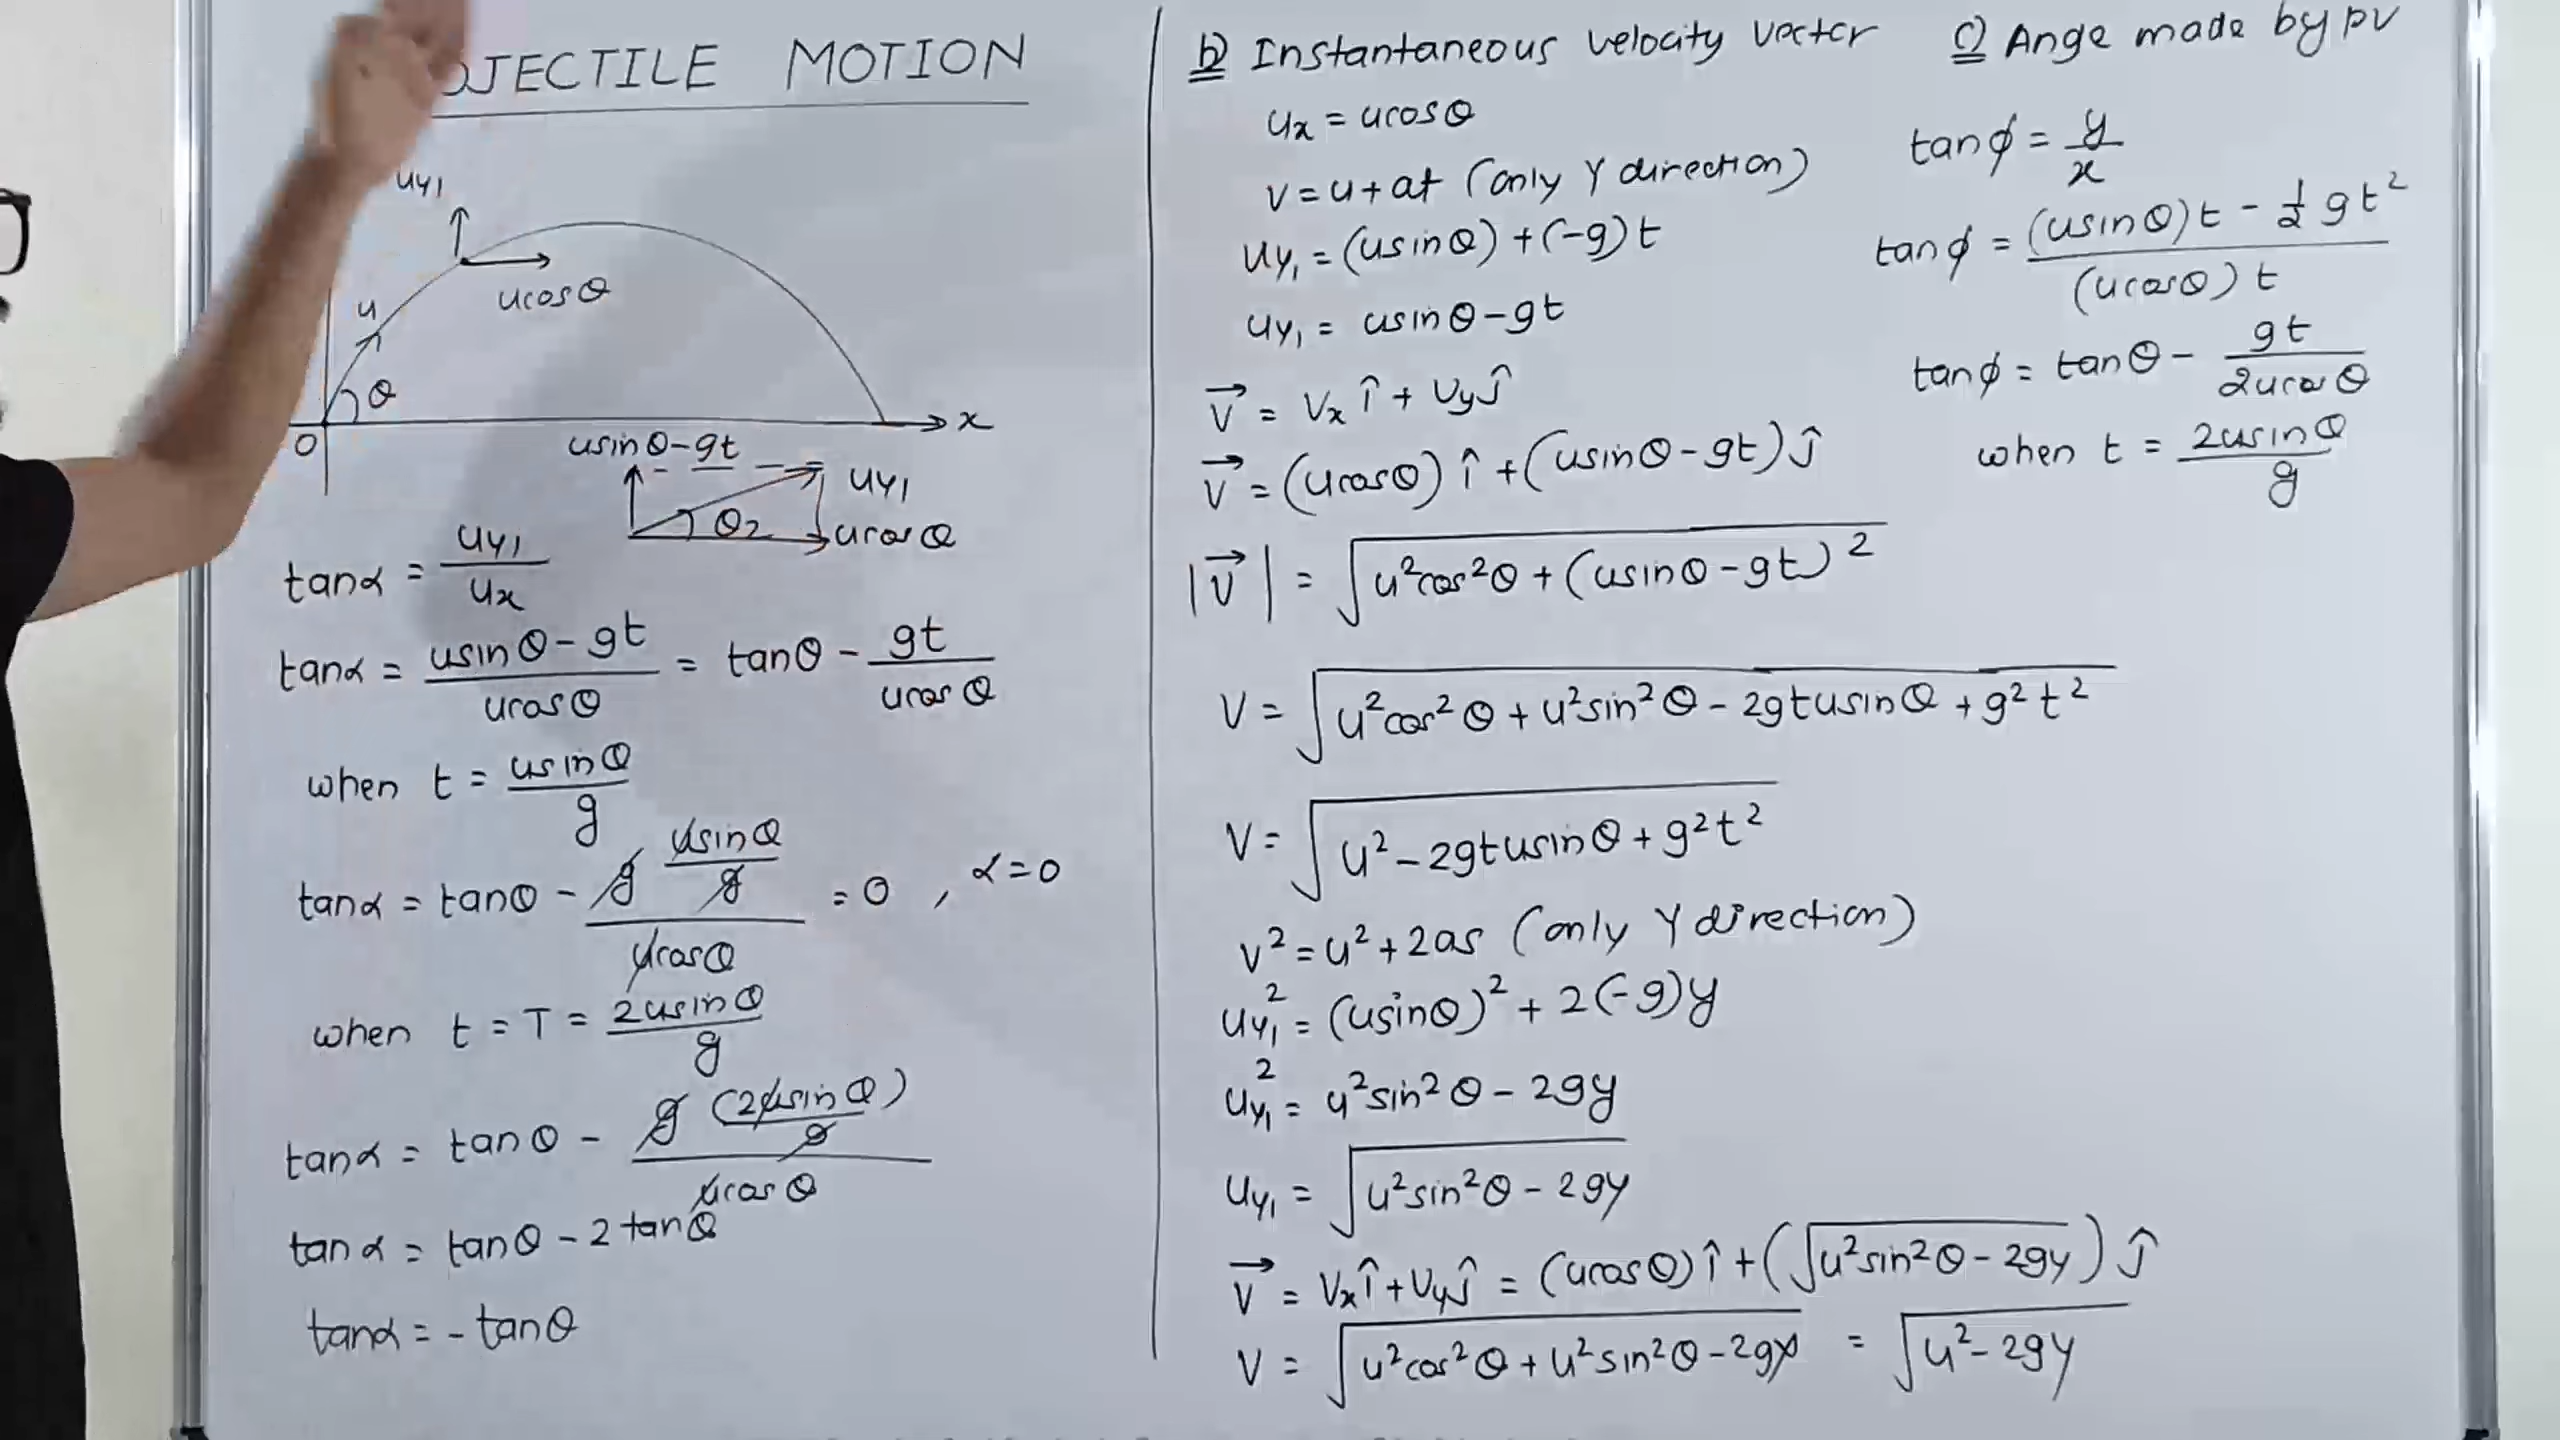 OJECTILE MOTION
uy1
ucosθ
u
θ
x
O
usinθ-gt
uy1
θ2
ucosθ
tanα = uy1/ux
tanα = (usinθ-gt)/(ucosθ) = tanθ - gt/(ucosθ)
when t = usinθ/g
tanα = tanθ - (g usinθ/g)/(ucosθ) = 0 , α=0
when t = T = 2usinθ/g
tanα = tanθ - (g (2usinθ)/g)/(ucosθ)
tanα = tanθ - 2tanθ
tanα = - tanθ
b) Instantaneous velocity vector
ux = ucosθ
v = u+at (only Y direction)
uy1 = (usinθ) + (-g)t
uy1 = usinθ-gt
v⃗ = vx î + vy ĵ
v⃗ = (ucosθ) î + (usinθ-gt) ĵ
|v⃗| = √(u²cos²θ + (usinθ-gt)²)
V = √(u²cos²θ + u²sin²θ - 2gtusinθ + g²t²)
V = √(u² - 2gtusinθ + g²t²)
v² = u² + 2as (only Y direction)
uy1² = (usinθ)² + 2(-g)y
uy1² = u²sin²θ - 2gy
uy1 = √(u²sin²θ - 2gy)
v⃗ = vxî + vyĵ = (ucosθ) î + (√(u²sin²θ - 2gy)) ĵ
V = √(u²cos²θ + u²sin²θ - 2gy) = √(u² - 2gy)
c) Ange made by pv
tanϕ = y/x
tanϕ = ((usinθ)t - ½ gt²)/((ucosθ) t)
tanϕ = tanθ - gt/(2ucosθ)
when t = 2usinθ/g